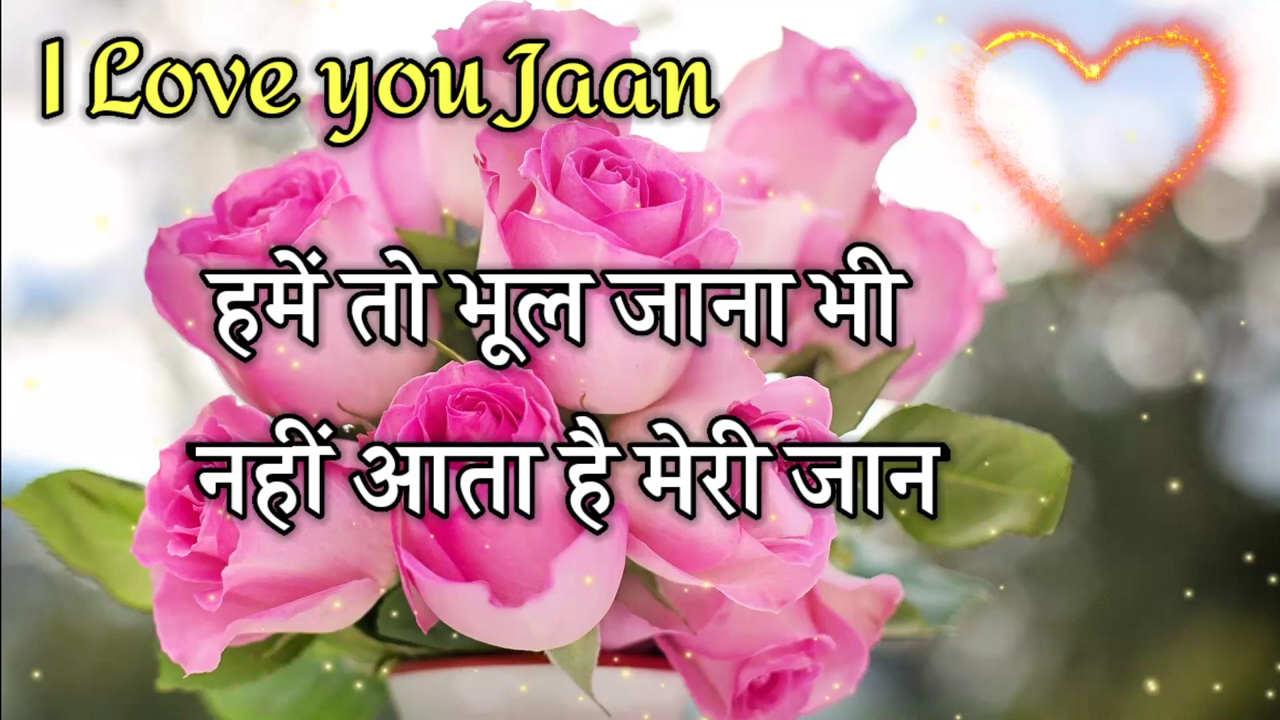 I Love you Jaan
हमें तो भूल जाना भी
नहीं आता है मेरी जान